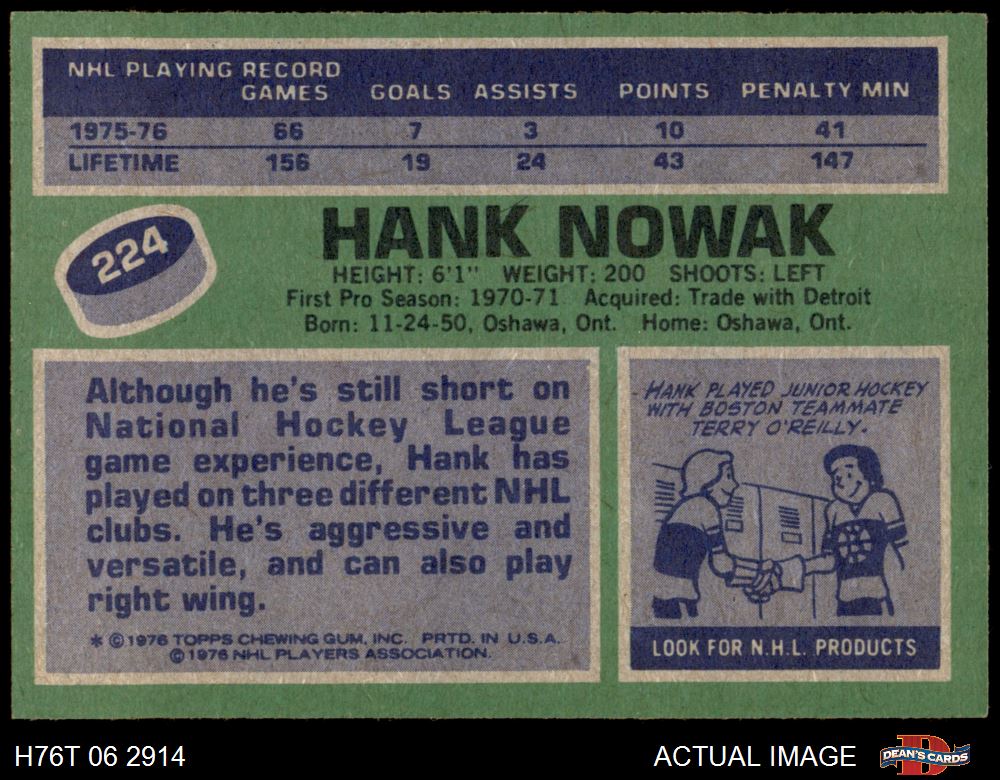 NHL PLAYING RECORD
GAMES GOALS ASSISTS POINTS PENALTY MIN
1975-76 66 7 3 10 41
LIFETIME 156 19 24 43 147
224
HANK NOWAK
HEIGHT: 6'1" WEIGHT: 200 SHOOTS: LEFT
First Pro Season: 1970-71 Acquired: Trade with Detroit
Born: 11-24-50, Oshawa, Ont. Home: Oshawa, Ont.
Although he's still short on
National Hockey League
game experience, Hank has
played on three different NHL
clubs. He's aggressive and
versatile, and can also play
right wing.
* ©1976 TOPPS CHEWING GUM, INC. PRTD. IN U.S.A.
©1976 NHL PLAYERS ASSOCIATION.
HANK PLAYED JUNIOR HOCKEY
WITH BOSTON TEAMMATE
TERRY O'REILLY.
LOOK FOR N.H.L. PRODUCTS
H76T 06 2914
ACTUAL IMAGE
DEAN'S CARDS